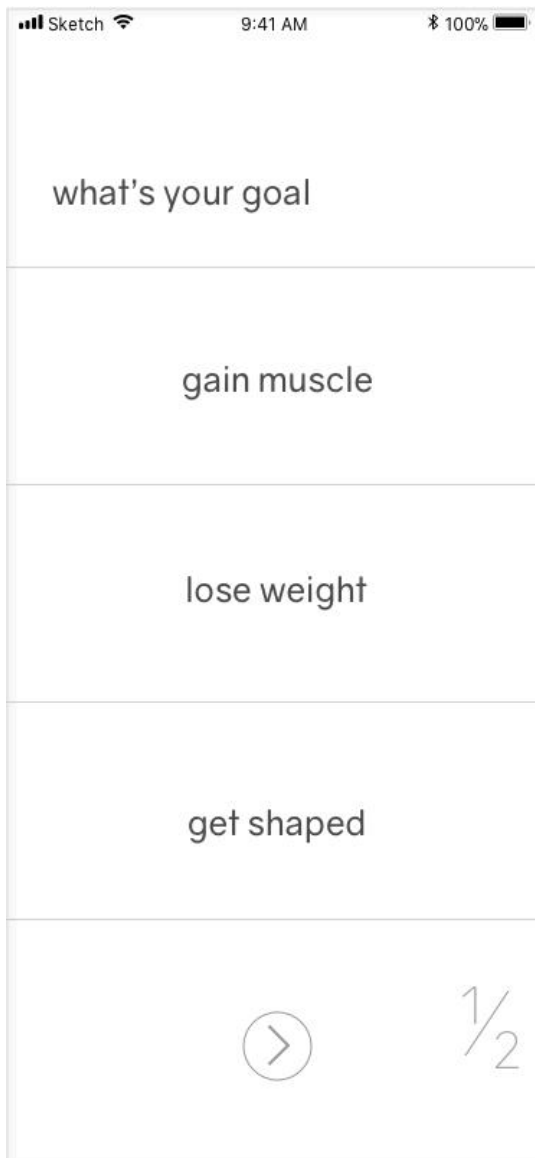 Sketch 9:41 AM 100%
what's your goal
gain muscle
lose weight
get shaped
1/2